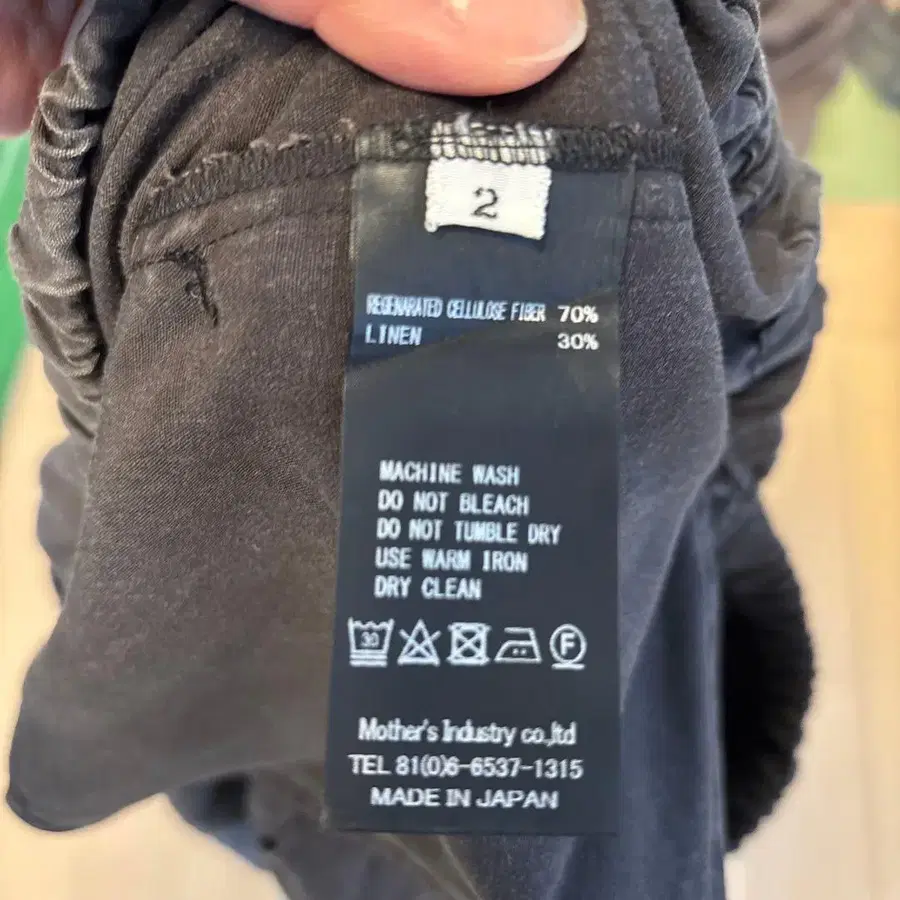 2
REGENARATED CELLULOSE FIBER 70%
LINEN 30%
MACHINE WASH
DO NOT BLEACH
DO NOT TUMBLE DRY
USE WARM IRON
DRY CLEAN
30 F
Mother's Industry co.,ltd
TEL 81(0)6-6537-1315
MADE IN JAPAN